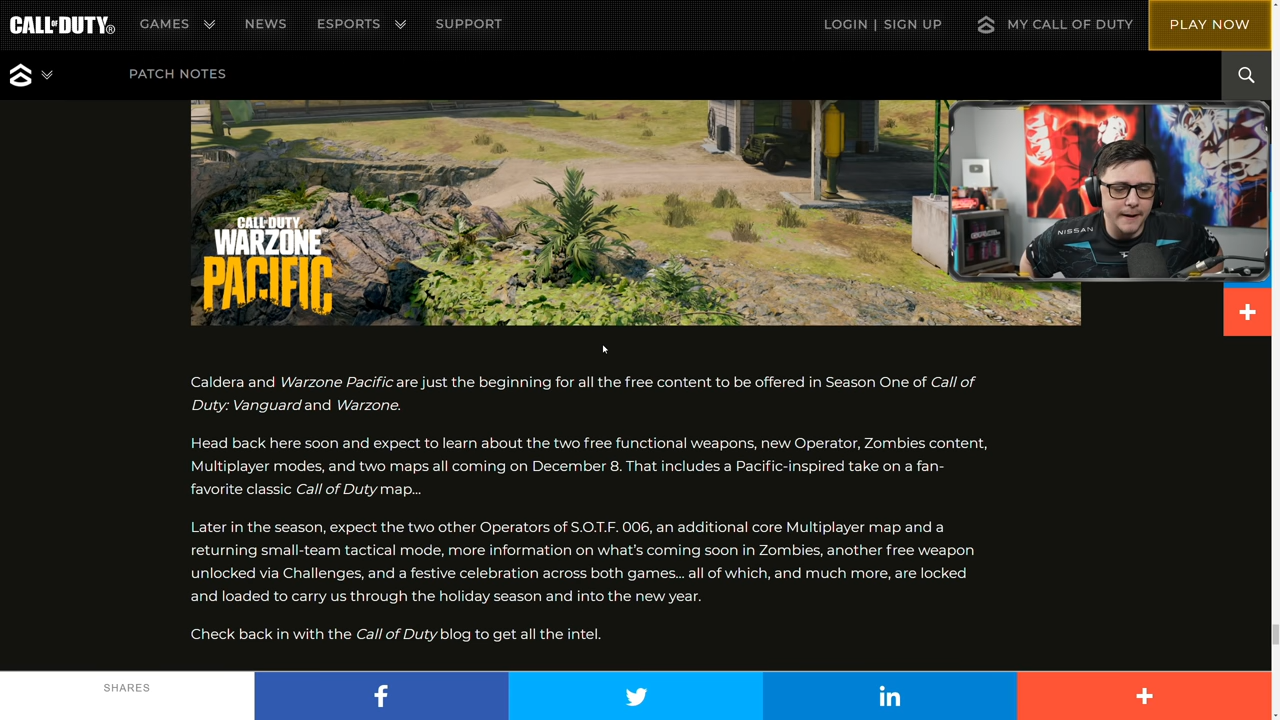 CALL OF DUTY®
GAMES
NEWS
ESPORTS
SUPPORT
LOGIN | SIGN UP
MY CALL OF DUTY
PLAY NOW
PATCH NOTES
NISSAN
CALL OF DUTY
WARZONE
PACIFIC
Caldera and Warzone Pacific are just the beginning for all the free content to be offered in Season One of Call of
Duty: Vanguard and Warzone.
Head back here soon and expect to learn about the two free functional weapons, new Operator, Zombies content,
Multiplayer modes, and two maps all coming on December 8. That includes a Pacific-inspired take on a fan-
favorite classic Call of Duty map...
Later in the season, expect the two other Operators of S.O.T.F. 006, an additional core Multiplayer map and a
returning small-team tactical mode, more information on what's coming soon in Zombies, another free weapon
unlocked via Challenges, and a festive celebration across both games... all of which, and much more, are locked
and loaded to carry us through the holiday season and into the new year.
Check back in with the Call of Duty blog to get all the intel.
SHARES